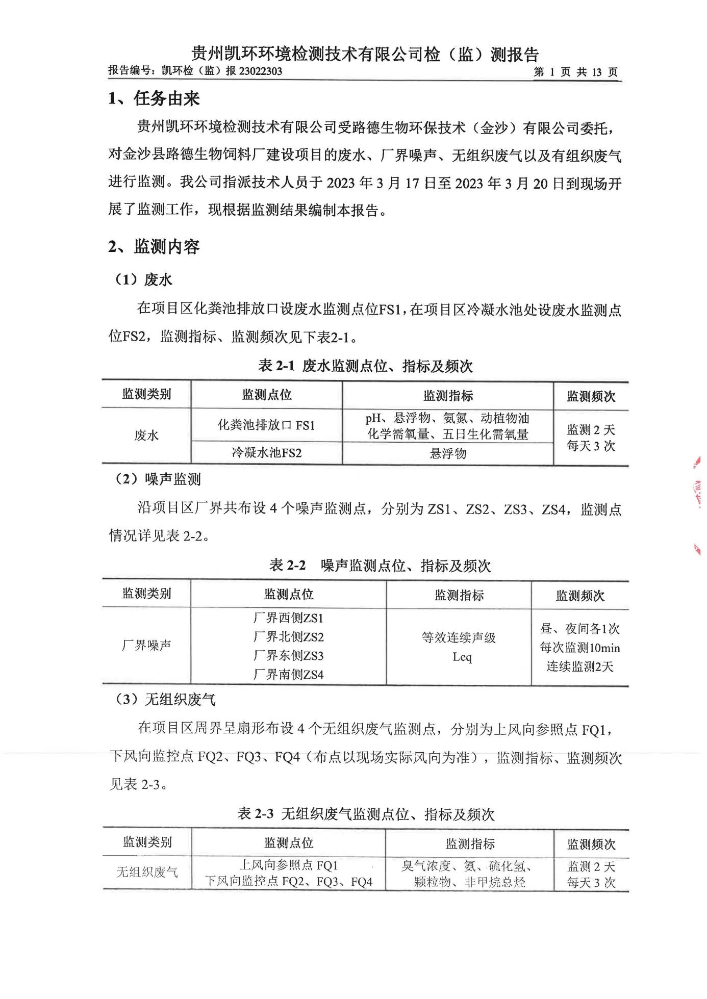 贵州凯环环境检测技术有限公司检（监）测报告
报告编号：凯环检（监）报 23022303
第 1 页 共 13 页
1、任务由来
贵州凯环环境检测技术有限公司受路德生物环保技术（金沙）有限公司委托，
对金沙县路德生物饲料厂建设项目的废水、厂界噪声、无组织废气以及有组织废气
进行监测。我公司指派技术人员于 2023 年 3 月 17 日至 2023 年 3 月 20 日到现场开
展了监测工作，现根据监测结果编制本报告。
2、监测内容
（1）废水
在项目区化粪池排放口设废水监测点位FS1，在项目区冷凝水池处设废水监测点
位FS2，监测指标、监测频次见下表2-1。
表 2-1 废水监测点位、指标及频次
监测类别 监测点位 监测指标 监测频次
废水
化粪池排放口 FS1
pH、悬浮物、氨氮、动植物油
化学需氧量、五日生化需氧量
监测 2 天
每天 3 次
冷凝水池FS2 悬浮物
（2）噪声监测
沿项目区厂界共布设 4 个噪声监测点，分别为 ZS1、ZS2、ZS3、ZS4，监测点
情况详见表 2-2。
表 2-2 噪声监测点位、指标及频次
监测类别 监测点位 监测指标 监测频次
厂界噪声
厂界西侧ZS1
厂界北侧ZS2
厂界东侧ZS3
厂界南侧ZS4
等效连续声级
Leq
昼、夜间各1次
每次监测10min
连续监测2天
（3）无组织废气
在项目区周界呈扇形布设 4 个无组织废气监测点，分别为上风向参照点 FQ1，
下风向监控点 FQ2、FQ3、FQ4（布点以现场实际风向为准），监测指标、监测频次
见表 2-3。
表 2-3 无组织废气监测点位、指标及频次
监测类别 监测点位 监测指标 监测频次
无组织废气
上风向参照点 FQ1
下风向监控点 FQ2、FQ3、FQ4
臭气浓度、氨、硫化氢、
颗粒物、非甲烷总烃
监测 2 天
每天 3 次